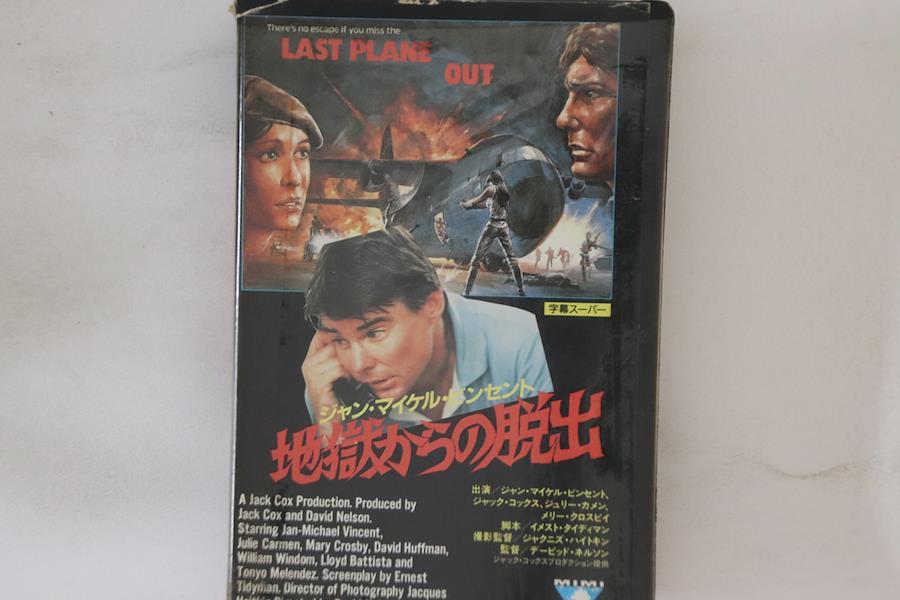 There's no escape if you miss the...
LAST PLANE
OUT
字幕スーパー
ジャン・マイケル・ビンセント
地獄からの脱出
A Jack Cox Production. Produced by
Jack Cox and David Nelson.
Starring Jan-Michael Vincent,
Julie Carmen, Mary Crosby, David Huffman,
William Windom, Lloyd Battista and
Tonyo Melendez. Screenplay by Ernest
Tidyman. Director of Photography Jacques
出演／ジャン・マイケル・ビンセント、
ジャック・コックス、ジュリー・カメン、
メリー・クロスビイ
脚本／イメスト・タイディマン
撮影監督／ジャクニズ・ハイトキン
監督／デービッド・ネルソン
ジャック・コックスプロダクション提供
MIMI